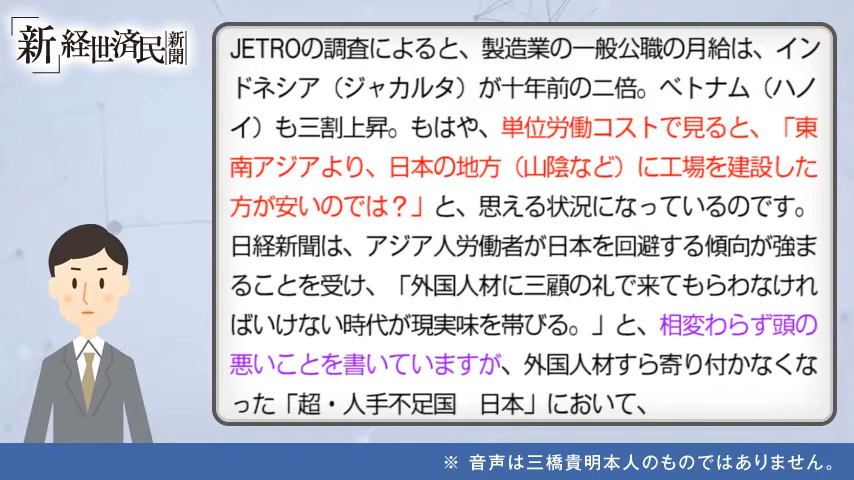 「新」経世済民新聞
JETROの調査によると、製造業の一般公職の月給は、イン
ドネシア（ジャカルタ）が十年前の二倍。ベトナム（ハノ
イ）も三割上昇。もはや、単位労働コストで見ると、「東
南アジアより、日本の地方（山陰など）に工場を建設した
方が安いのでは？」と、思える状況になっているのです。
日経新聞は、アジア人労働者が日本を回避する傾向が強ま
ることを受け、「外国人材に三顧の礼で来てもらわなけれ
ばいけない時代が現実味を帯びる。」と、相変わらず頭の
悪いことを書いていますが、外国人材すら寄り付かなくな
った「超・人手不足国　日本」において、
※ 音声は三橋貴明本人のものではありません。